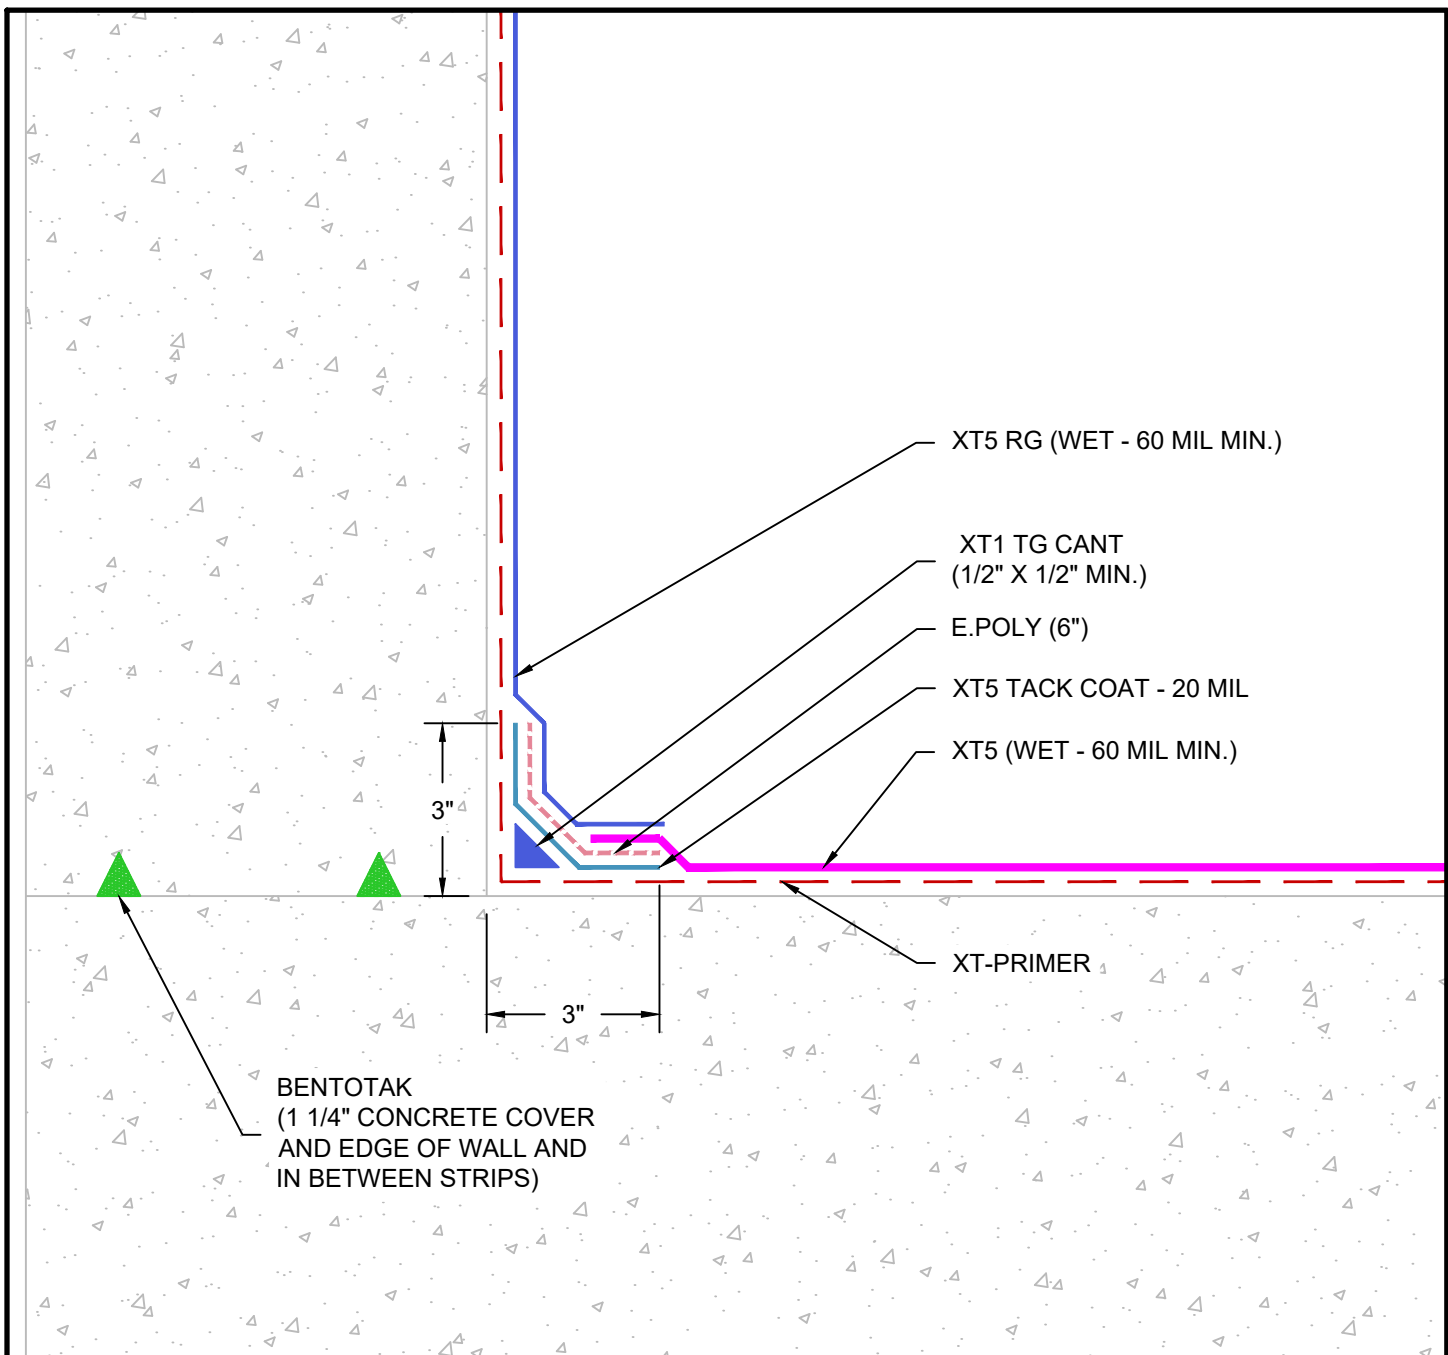 XT5 RG (WET - 60 MIL MIN.)
XT1 TG CANT
(1/2" X 1/2" MIN.)
E.POLY (6")
XT5 TACK COAT - 20 MIL
XT5 (WET - 60 MIL MIN.)
3"
XT-PRIMER
3"
BENTOTAK
(1 1/4" CONCRETE COVER
AND EDGE OF WALL AND
IN BETWEEN STRIPS)